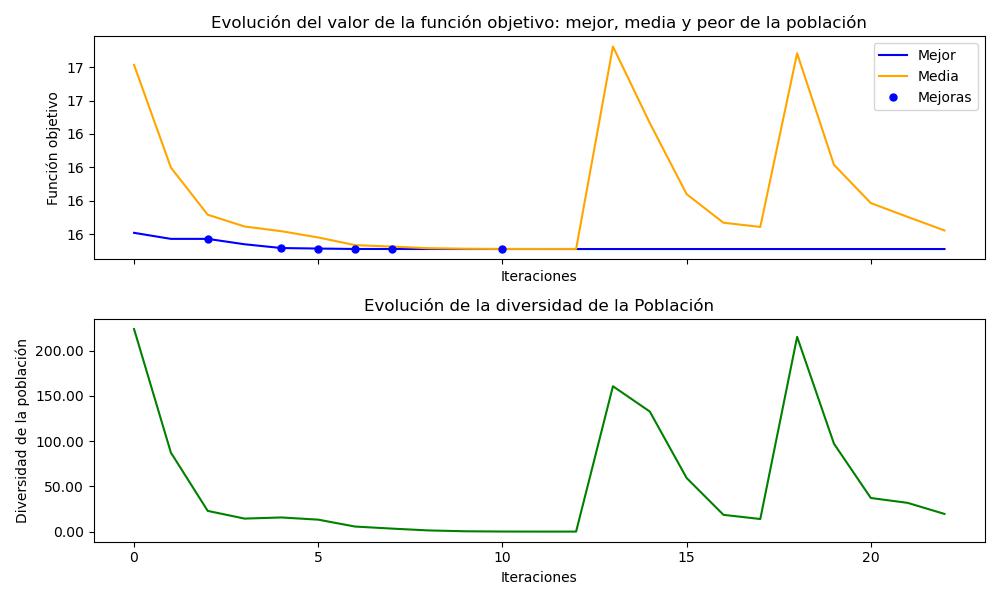 Evolución del valor de la función objetivo: mejor, media y peor de la población
Función objetivo
17
17
16
16
16
16
Mejor
Media
Mejoras
Iteraciones
Evolución de la diversidad de la Población
Diversidad de la población
200.00
150.00
100.00
50.00
0.00
0 5 10 15 20
Iteraciones